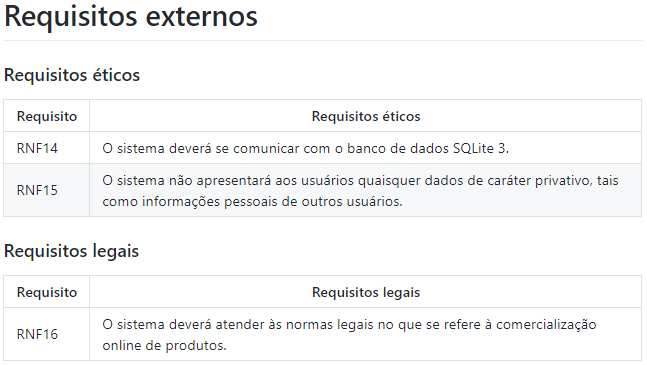 Requisitos externos
Requisitos éticos
Requisito Requisitos éticos
RNF14 O sistema deverá se comunicar com o banco de dados SQLite 3.
RNF15 O sistema não apresentará aos usuários quaisquer dados de caráter privativo, tais
como informações pessoais de outros usuários.
Requisitos legais
Requisito Requisitos legais
RNF16 O sistema deverá atender às normas legais no que se refere à comercialização
online de produtos.